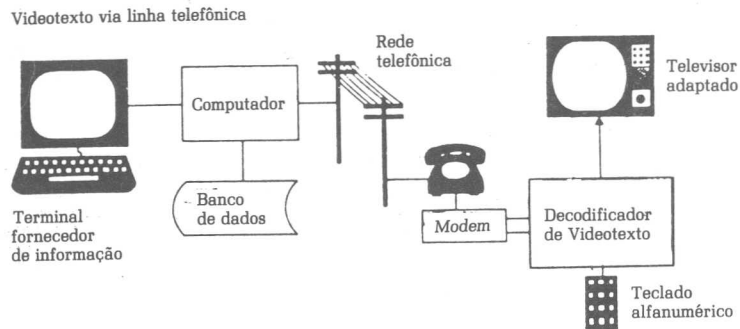 Videotexto via linha telefônica
Rede
telefônica
Televisor
adaptado
Computador
Banco
de dados
Terminal
fornecedor
de informação
Modem
Decodificador
de Videotexto
Teclado
alfanumérico